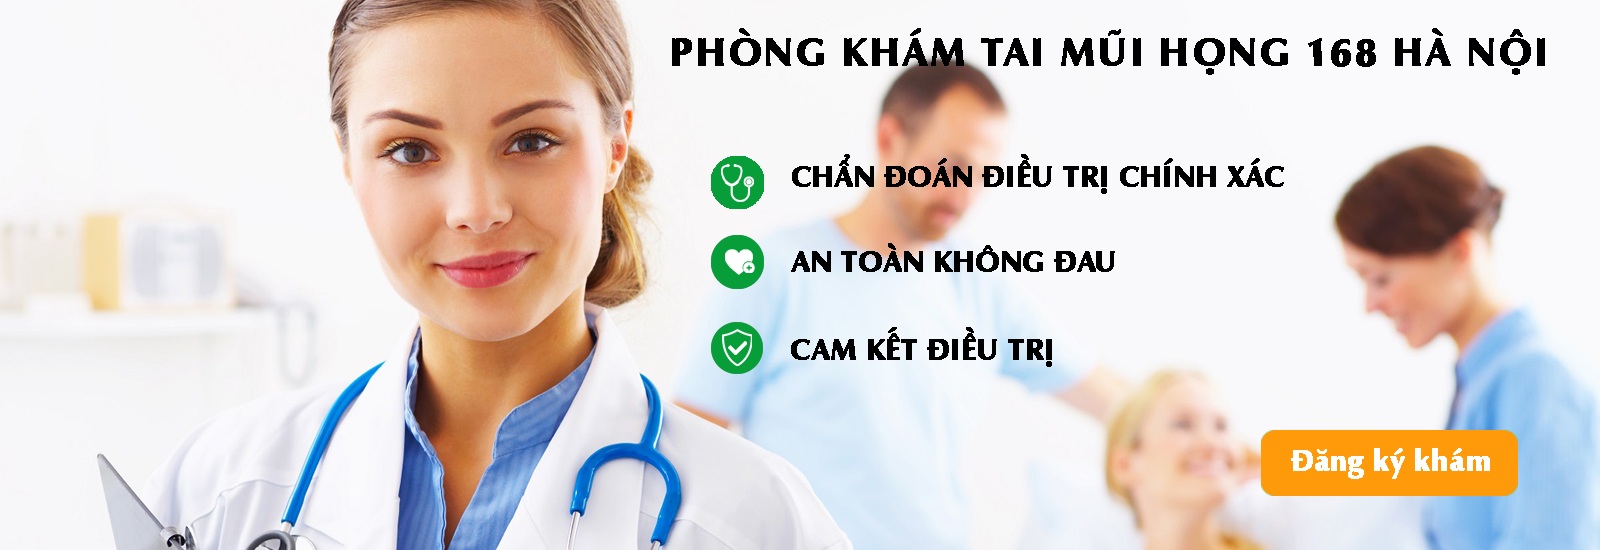 PHÒNG KHÁM TAI MŨI HỌNG 168 HÀ NỘI
CHẨN ĐOÁN ĐIỀU TRỊ CHÍNH XÁC
AN TOÀN KHÔNG ĐAU
CAM KẾT ĐIỀU TRỊ
Đăng ký khám